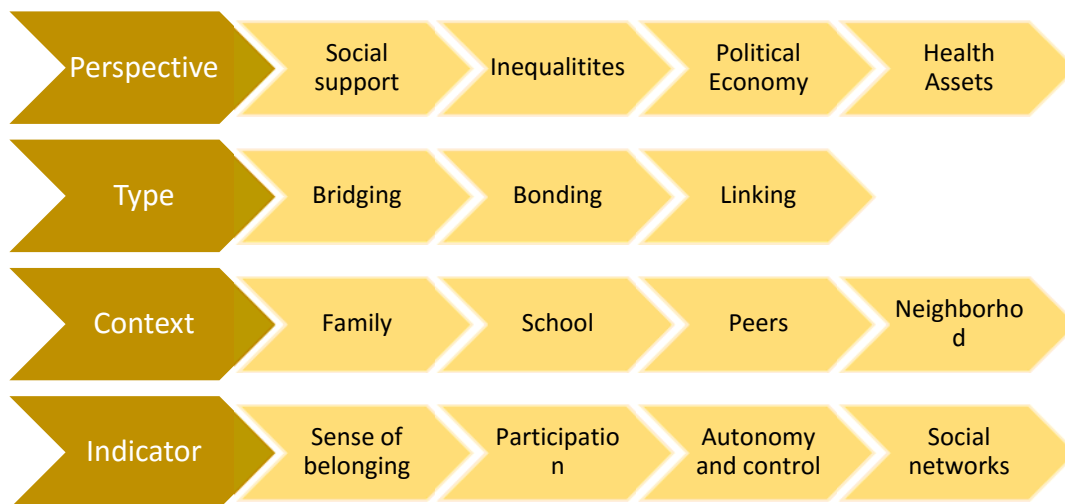 Perspective
Social
support
Inequalitites
Political
Economy
Health
Assets
Type
Bridging
Bonding
Linking
Context
Family
School
Peers
Neighborho
d
Indicator
Sense of
belonging
Participatio
n
Autonomy
and control
Social
networks